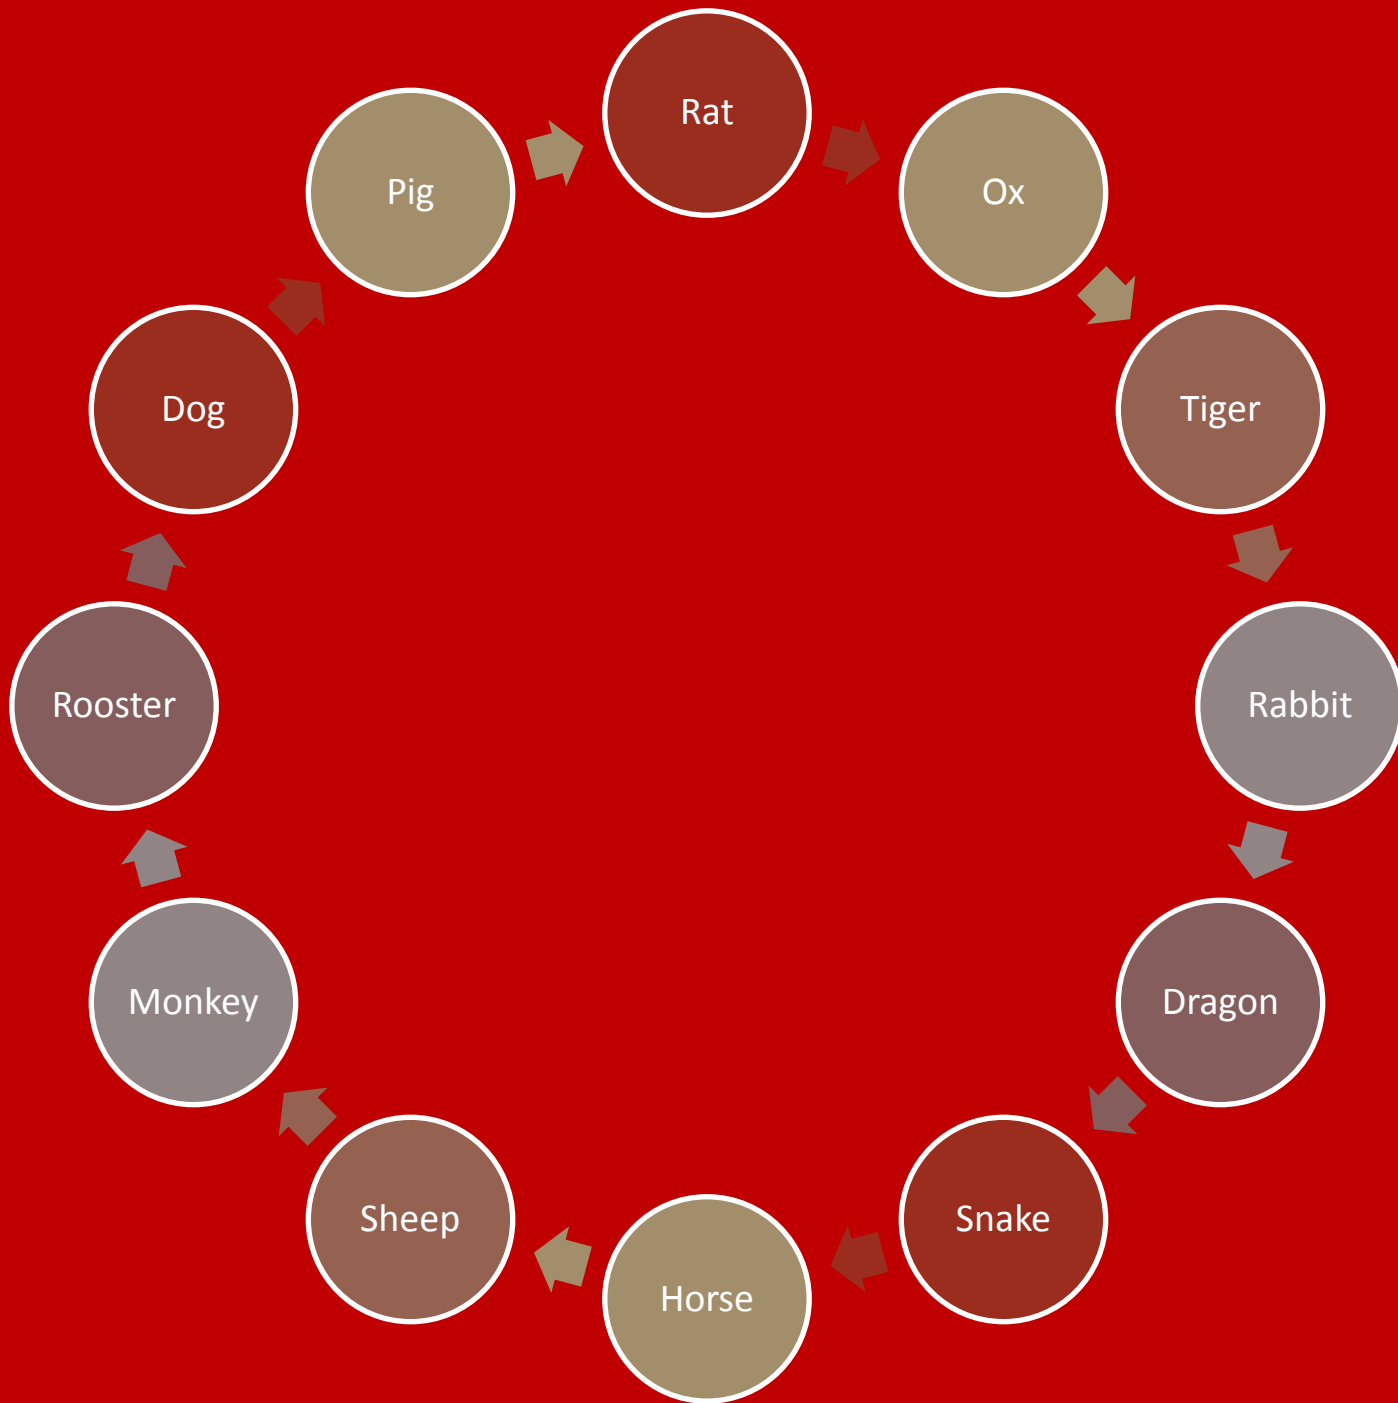 Rat
Ox
Tiger
Rabbit
Dragon
Snake
Horse
Sheep
Monkey
Rooster
Dog
Pig